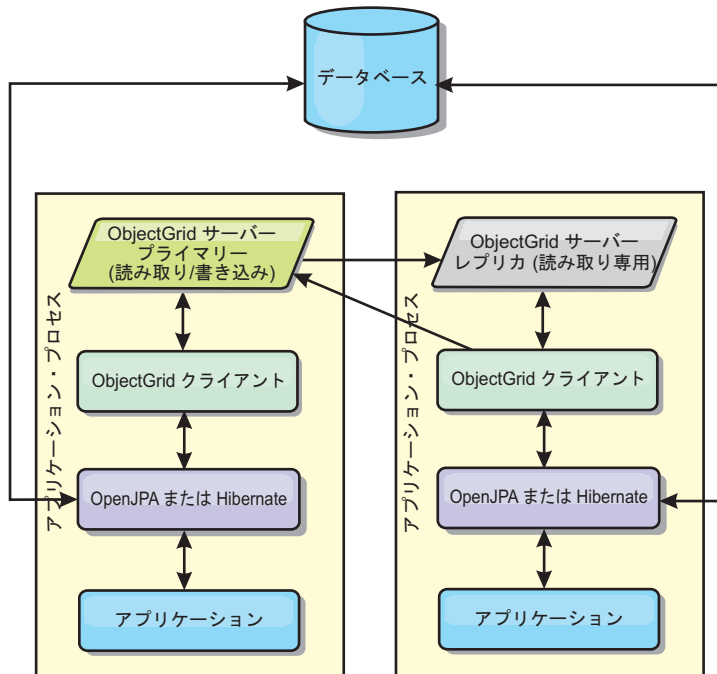 データベース
アプリケーション・プロセス
ObjectGrid サーバー
プライマリー
(読み取り/書き込み)
ObjectGrid クライアント
OpenJPA または Hibernate
アプリケーション
アプリケーション・プロセス
ObjectGrid サーバー
レプリカ (読み取り専用)
ObjectGrid クライアント
OpenJPA または Hibernate
アプリケーション